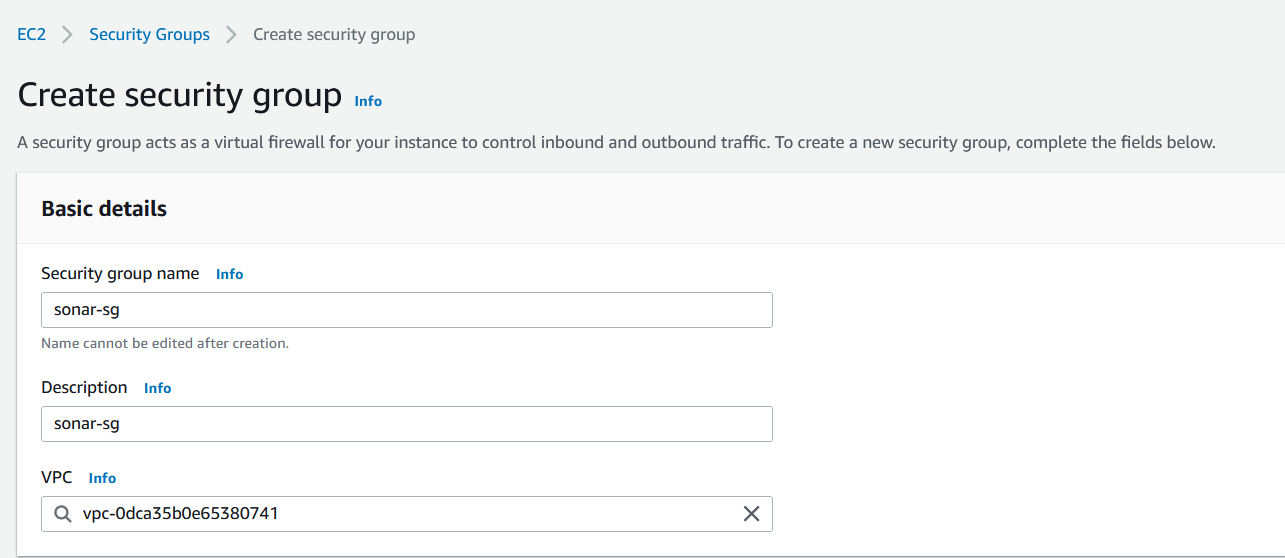 EC2 > Security Groups > Create security group
Create security group Info
A security group acts as a virtual firewall for your instance to control inbound and outbound traffic. To create a new security group, complete the fields below.
Basic details
Security group name Info
sonar-sg
Name cannot be edited after creation.
Description Info
sonar-sg
VPC Info
vpc-0dca35b0e65380741